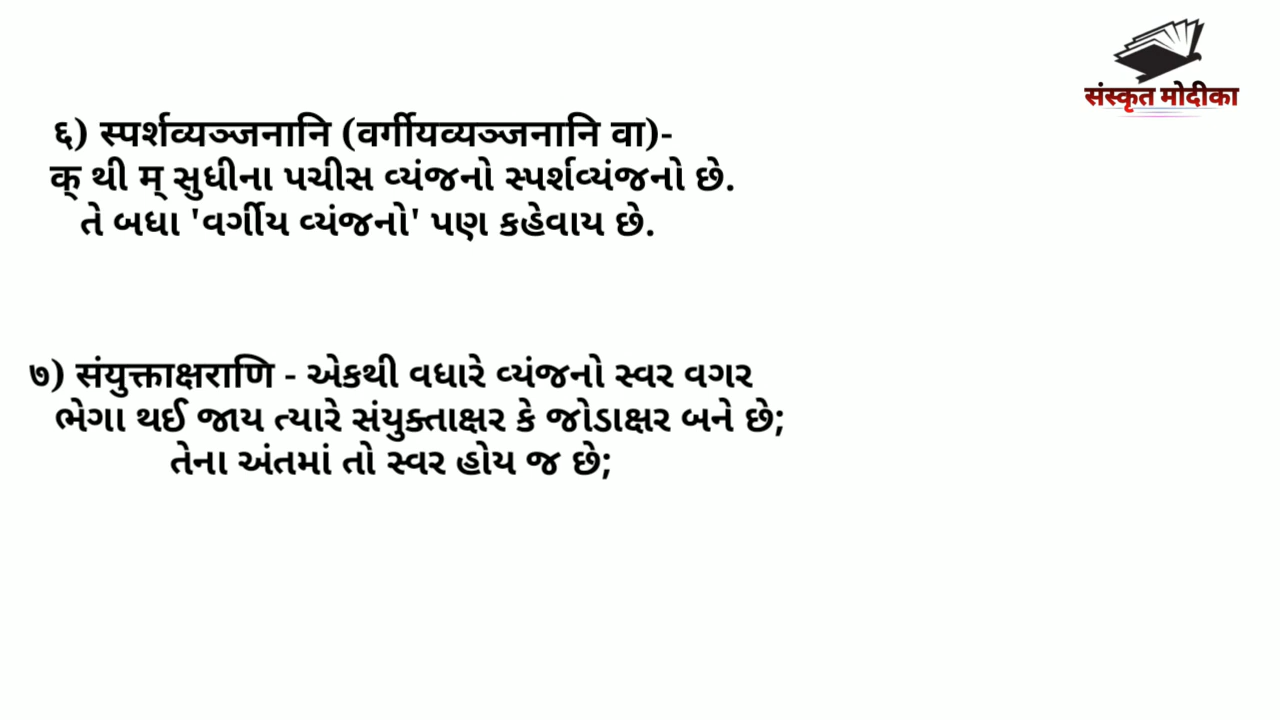 संस्कृत मोदीका
६) स्पर्शव्यञ्जनानि (वर्गीयव्यञ्जनानि वा)-
क् થી म् સુધીના પચીસ વ્યંજનો સ્પર્શવ્યંજનો છે.
તે બધા 'વર્ગીય વ્યંજનો' પણ કહેવાય છે.
७) संयुक्ताक्षराणि - એકથી વધારે વ્યંજનો સ્વર વગર
ભેગા થઈ જાય ત્યારે સંયુક્તાક્ષર કે જોડાક્ષર બને છે;
તેના અંતમાં તો સ્વર હોય જ છે;